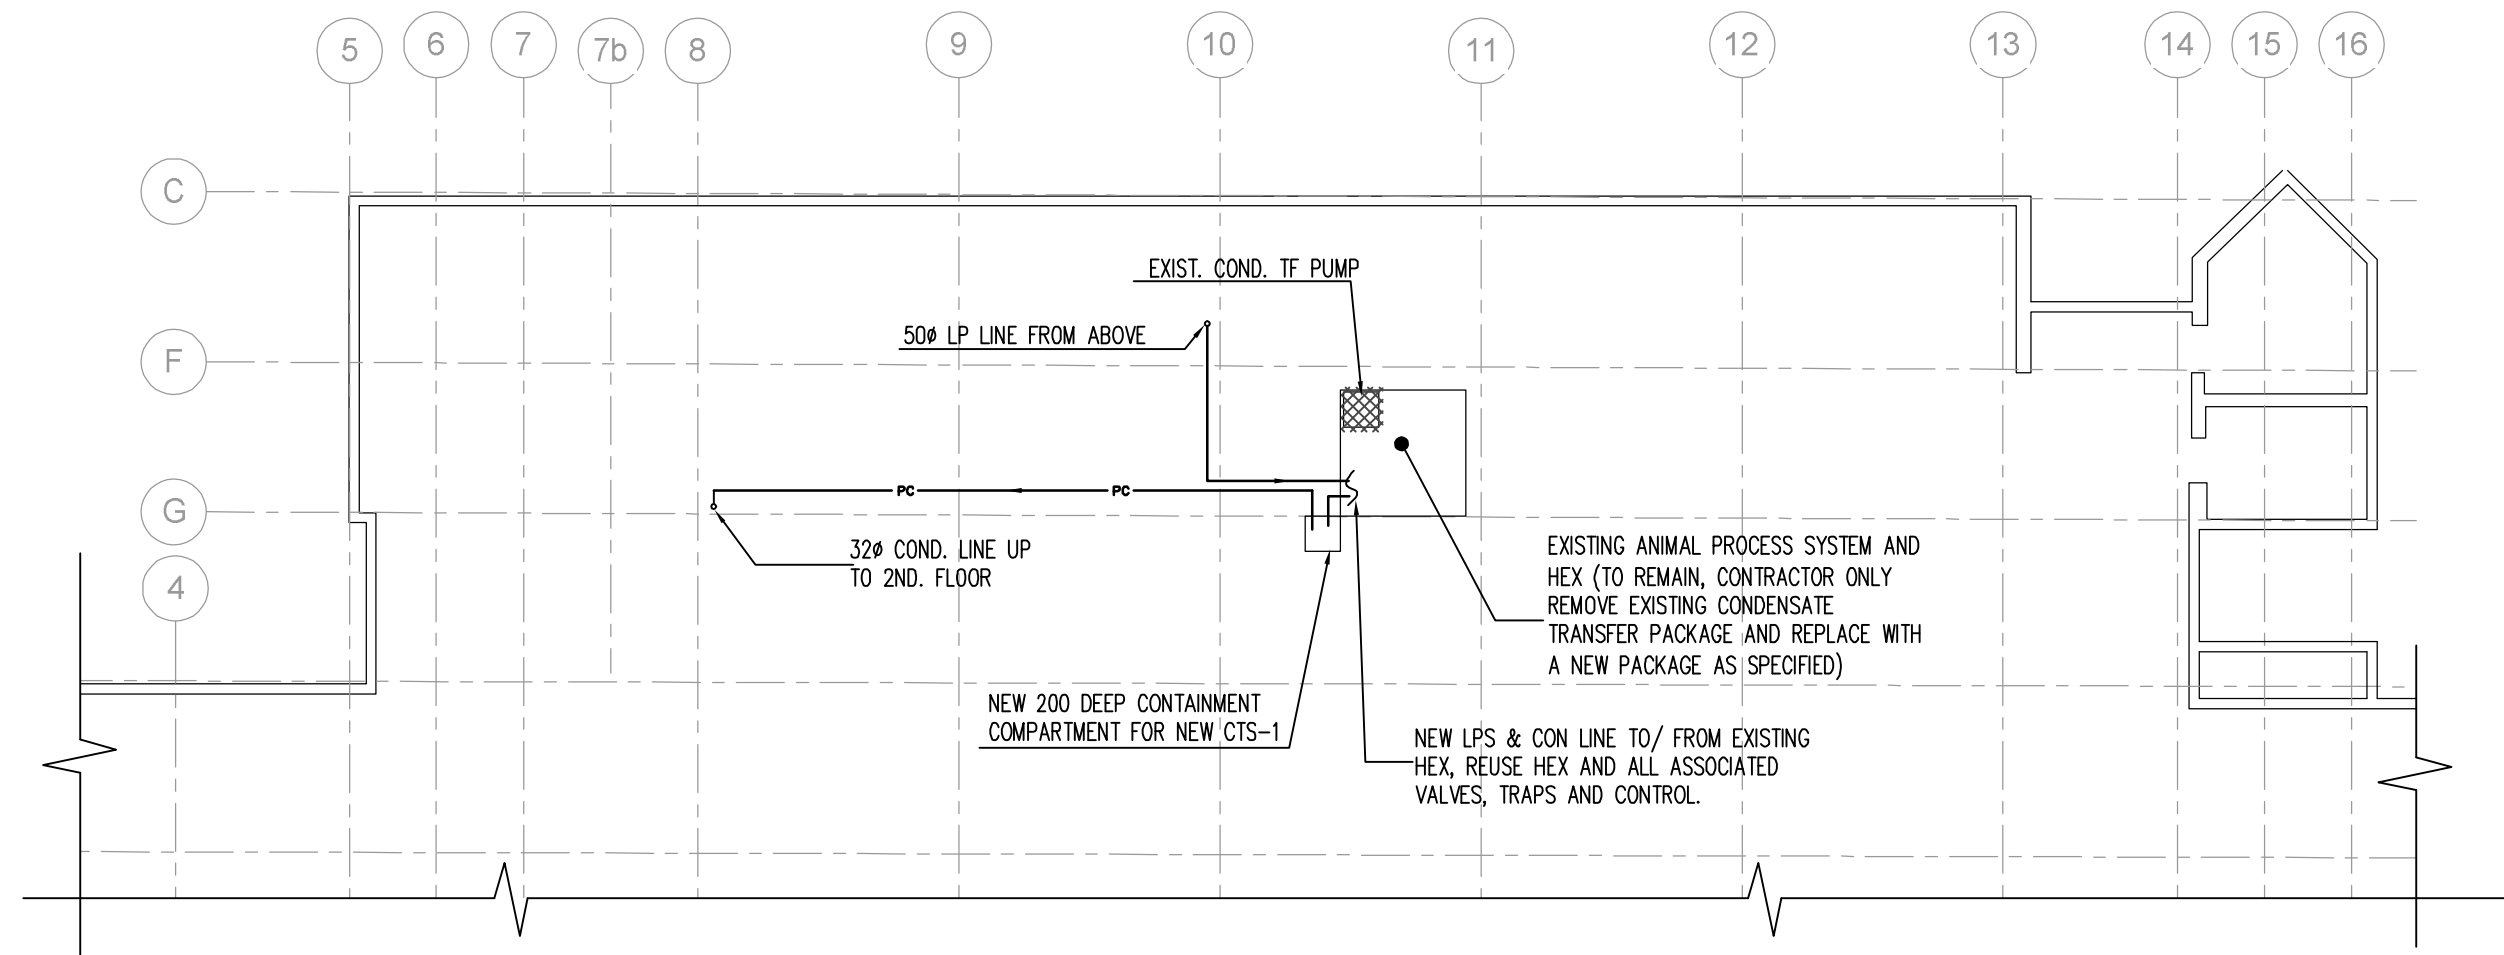 5
6
7
7b
8
9
10
11
12
13
14
15
16
C
F
G
4
EXIST. COND. TF PUMP
50ø LP LINE FROM ABOVE
PC
PC
32ø COND. LINE UP
TO 2ND. FLOOR
EXISTING ANIMAL PROCESS SYSTEM AND
HEX (TO REMAIN, CONTRACTOR ONLY
REMOVE EXISTING CONDENSATE
TRANSFER PACKAGE AND REPLACE WITH
A NEW PACKAGE AS SPECIFIED)
NEW 200 DEEP CONTAINMENT
COMPARTMENT FOR NEW CTS-1
NEW LPS & CON LINE TO/ FROM EXISTING
HEX, REUSE HEX AND ALL ASSOCIATED
VALVES, TRAPS AND CONTROL.